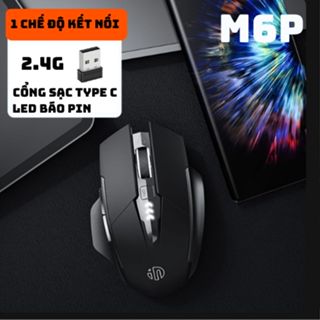 1 CHẾ ĐỘ KẾT NỐI
M6P
2.4G
CỔNG SẠC TYPE C
LED BÁO PIN